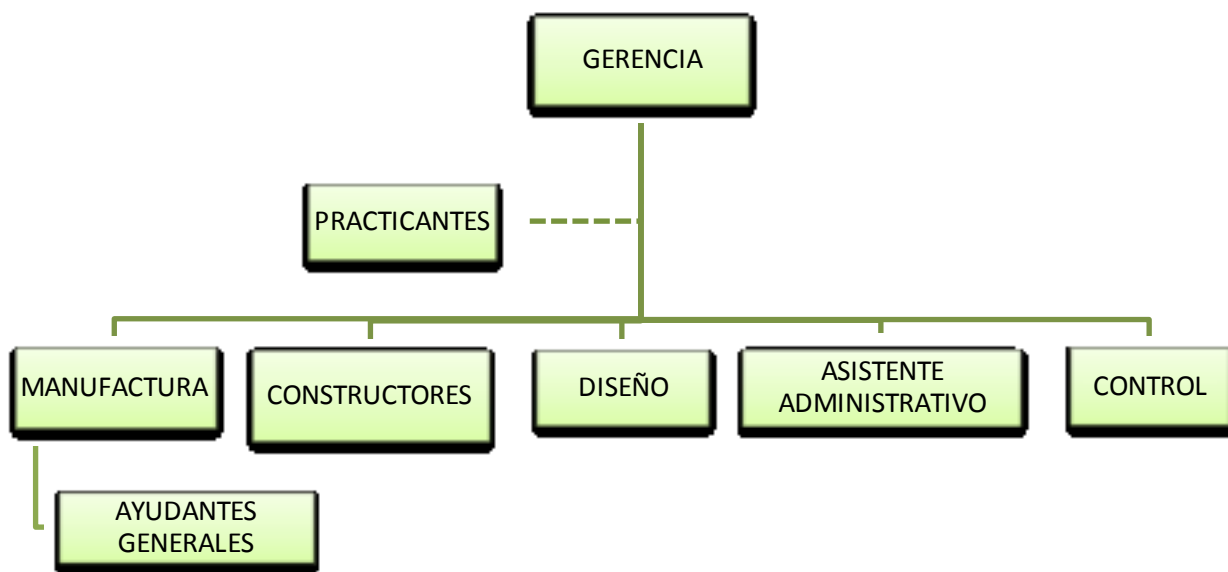 GERENCIA
PRACTICANTES
MANUFACTURA
CONSTRUCTORES
DISEÑO
ASISTENTE
ADMINISTRATIVO
CONTROL
AYUDANTES
GENERALES